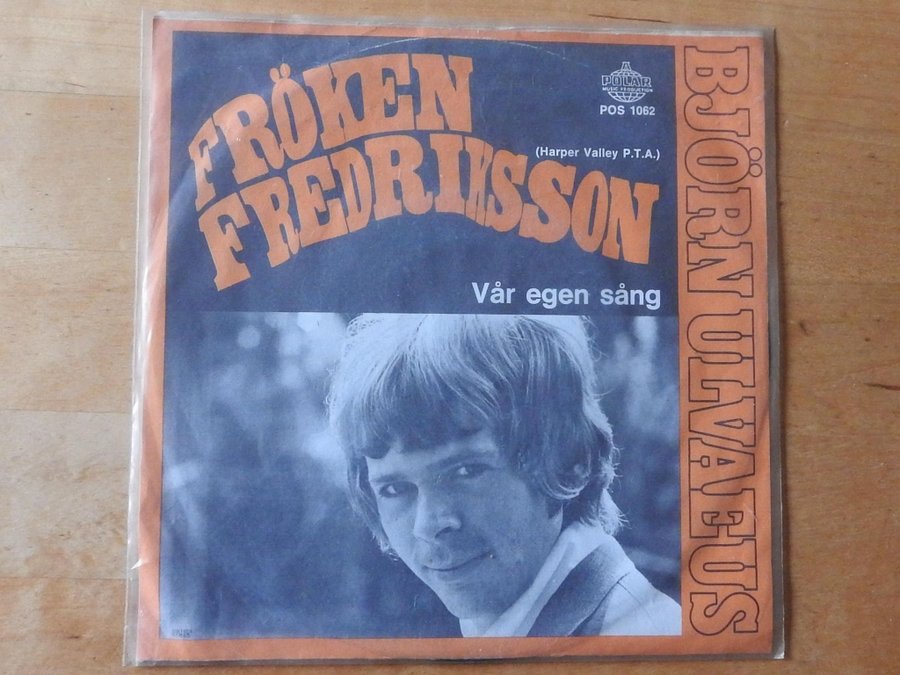 FRÖKEN
FREDRIKSSON
(Harper Valley P.T.A.)
Vår egen sång
POLAR
MUSIC PRODUCTION
POS 1062
BJÖRN ULVAEUS